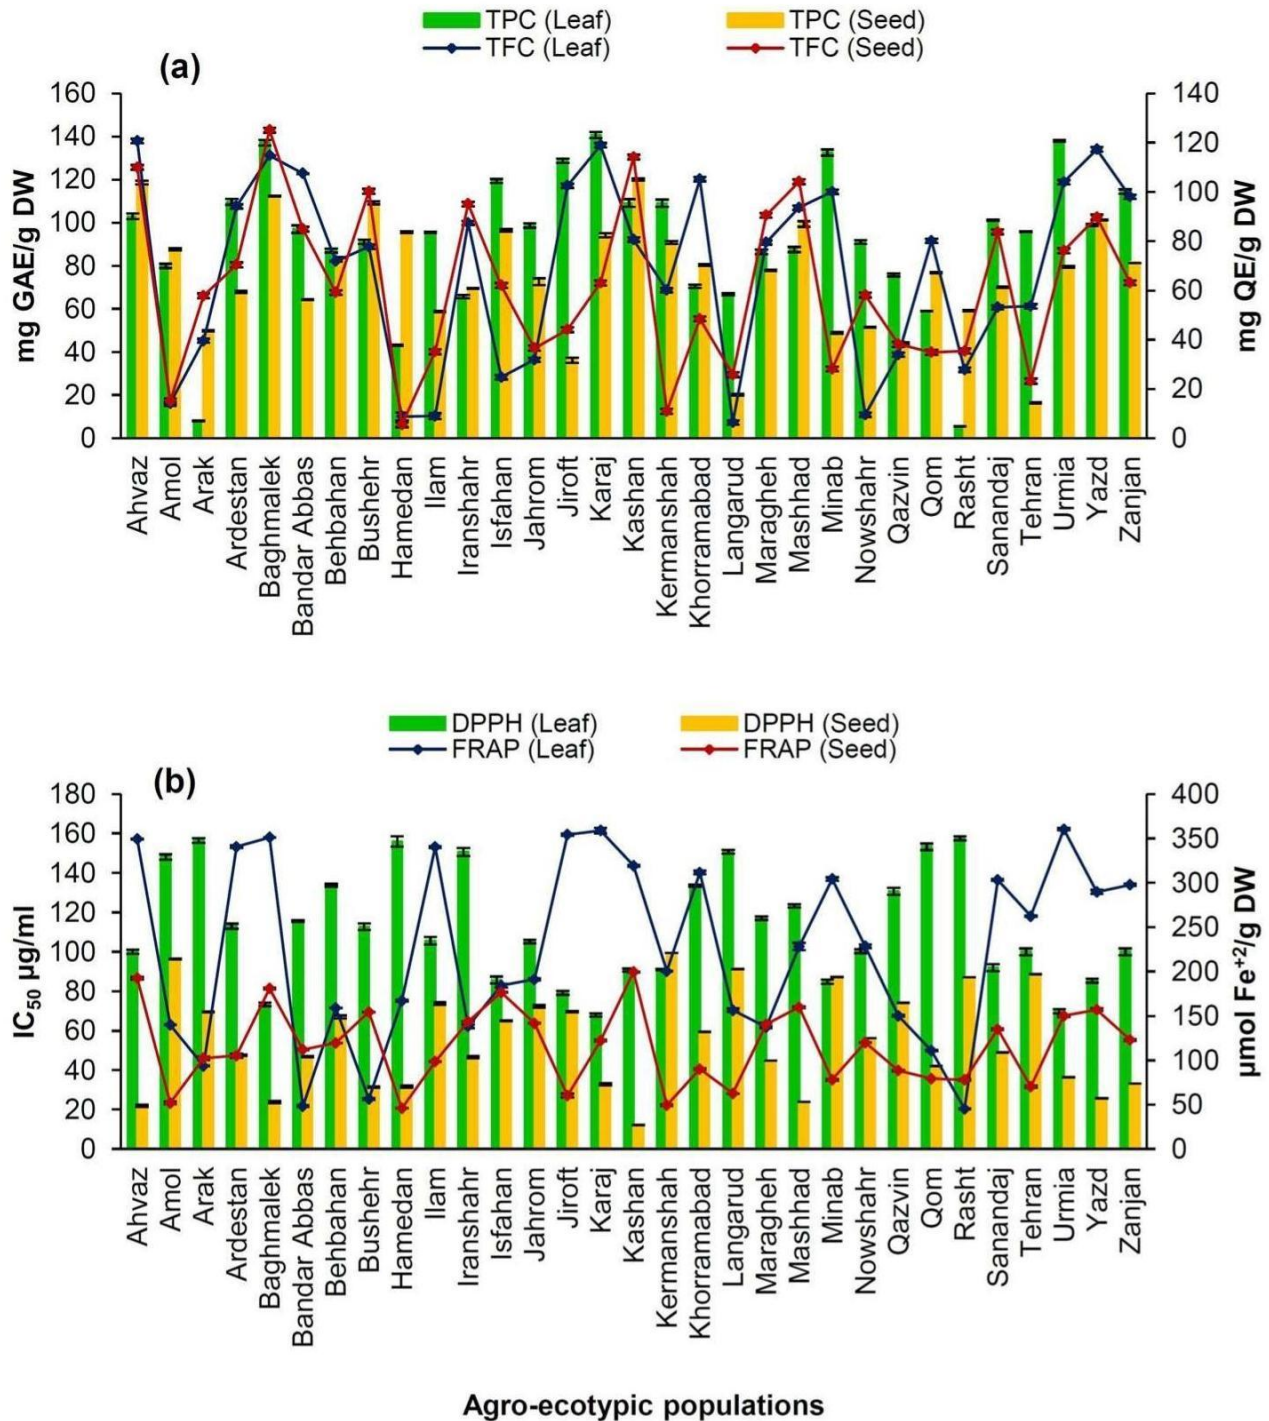 TPC (Leaf) TPC (Seed)
TFC (Leaf) TFC (Seed)
(a)
mg GAE/g DW
160
140
120
100
80
60
40
20
0
140
120
100
80
60
40
20
0
mg QE/g DW
Ahvaz
Amol
Arak
Ardestan
Baghmalek
Bandar Abbas
Behbahan
Bushehr
Hamedan
Ilam
Iranshahr
Isfahan
Jahrom
Jiroft
Karaj
Kashan
Kermanshah
Khorramabad
Langarud
Maragheh
Mashhad
Minab
Nowshahr
Qazvin
Qom
Rasht
Sanandaj
Tehran
Urmia
Yazd
Zanjan
DPPH (Leaf) DPPH (Seed)
FRAP (Leaf) FRAP (Seed)
(b)
IC₅₀ µg/ml
180
160
140
120
100
80
60
40
20
0
400
350
300
250
200
150
100
50
0
µmol Fe⁺²/g DW
Ahvaz
Amol
Arak
Ardestan
Baghmalek
Bandar Abbas
Behbahan
Bushehr
Hamedan
Ilam
Iranshahr
Isfahan
Jahrom
Jiroft
Karaj
Kashan
Kermanshah
Khorramabad
Langarud
Maragheh
Mashhad
Minab
Nowshahr
Qazvin
Qom
Rasht
Sanandaj
Tehran
Urmia
Yazd
Zanjan
Agro-ecotypic populations